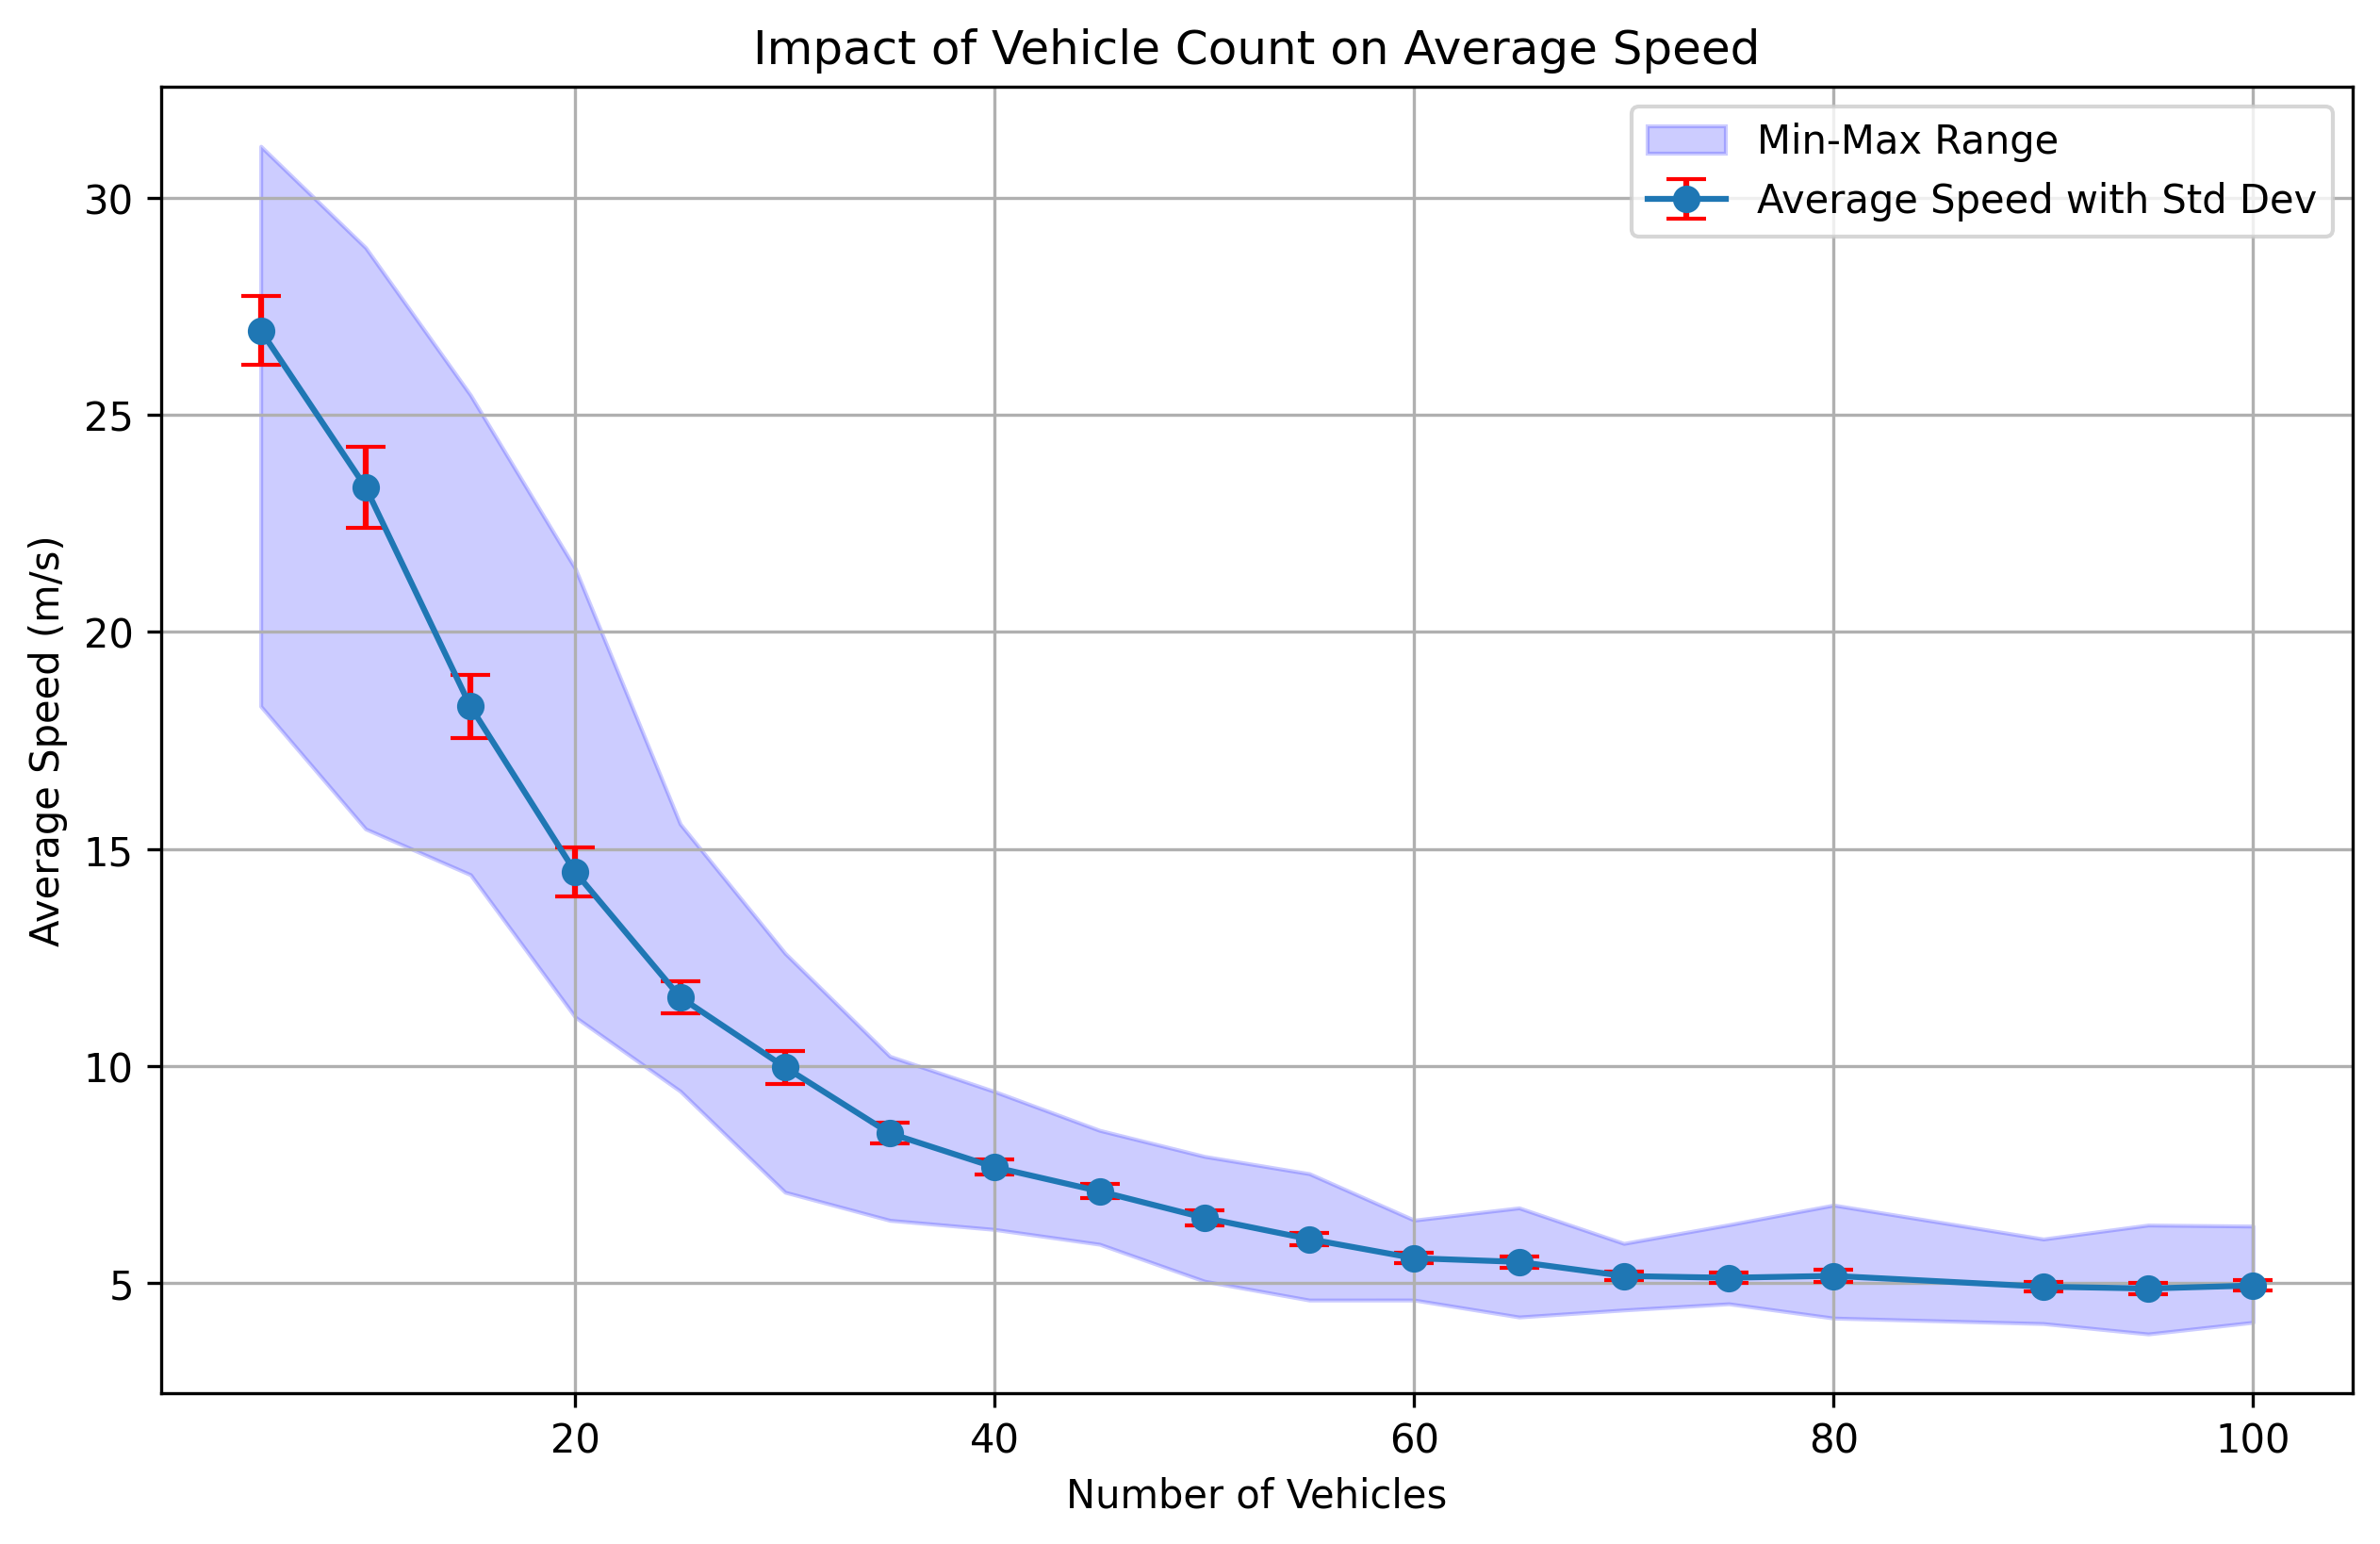 Impact of Vehicle Count on Average Speed
Min-Max Range
Average Speed with Std Dev
Average Speed (m/s)
30
25
20
15
10
5
20
40
60
80
100
Number of Vehicles